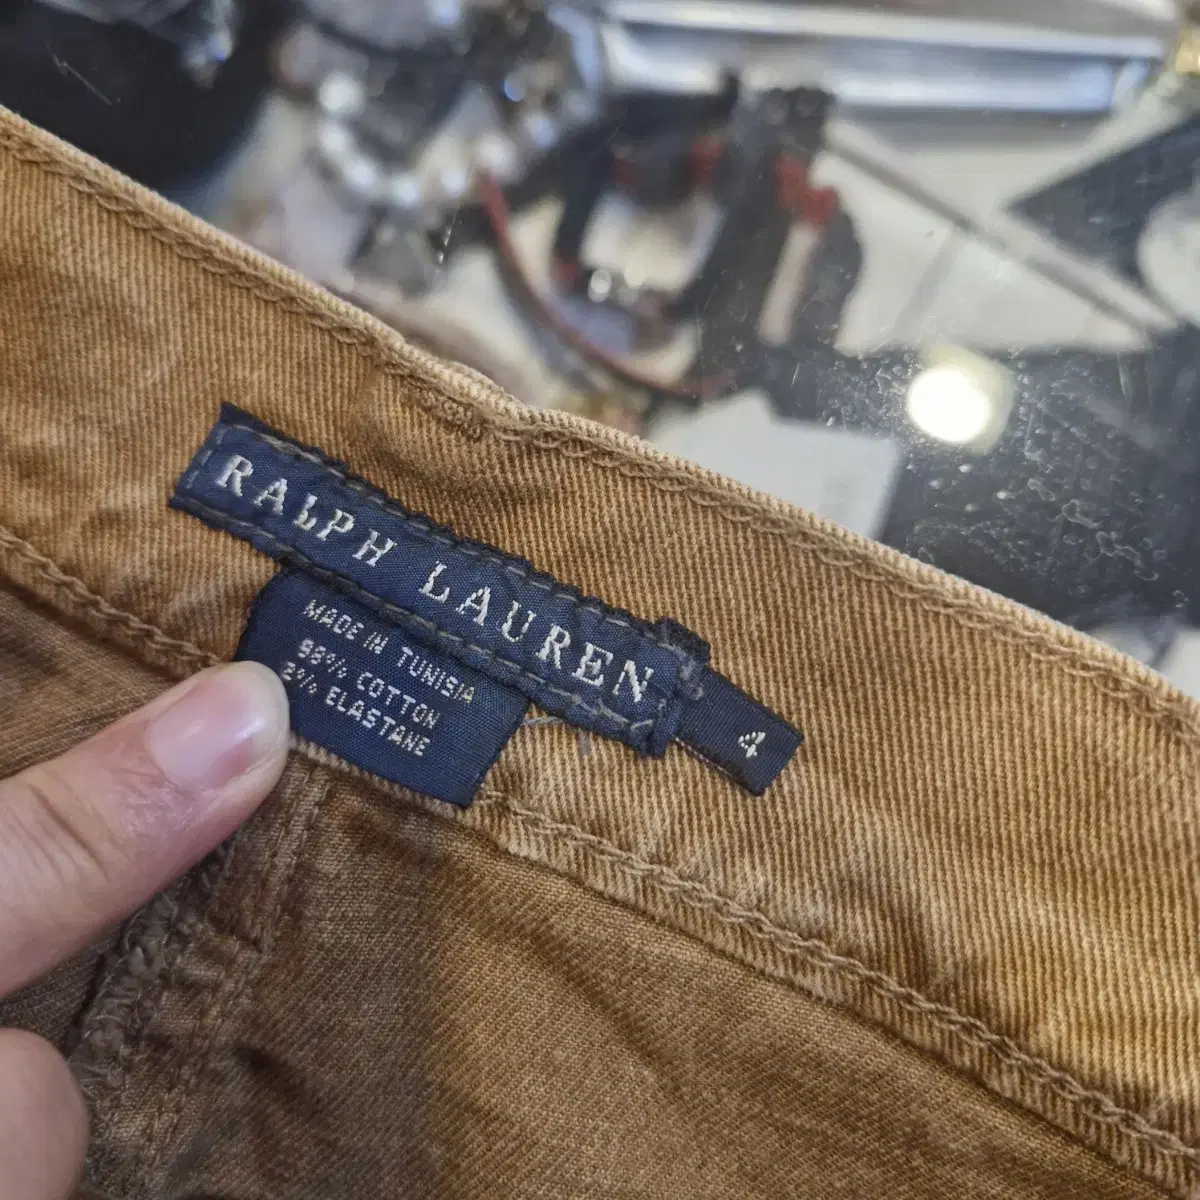 RALPH LAUREN
4
MADE IN TUNISIA
98% COTTON
2% ELASTANE